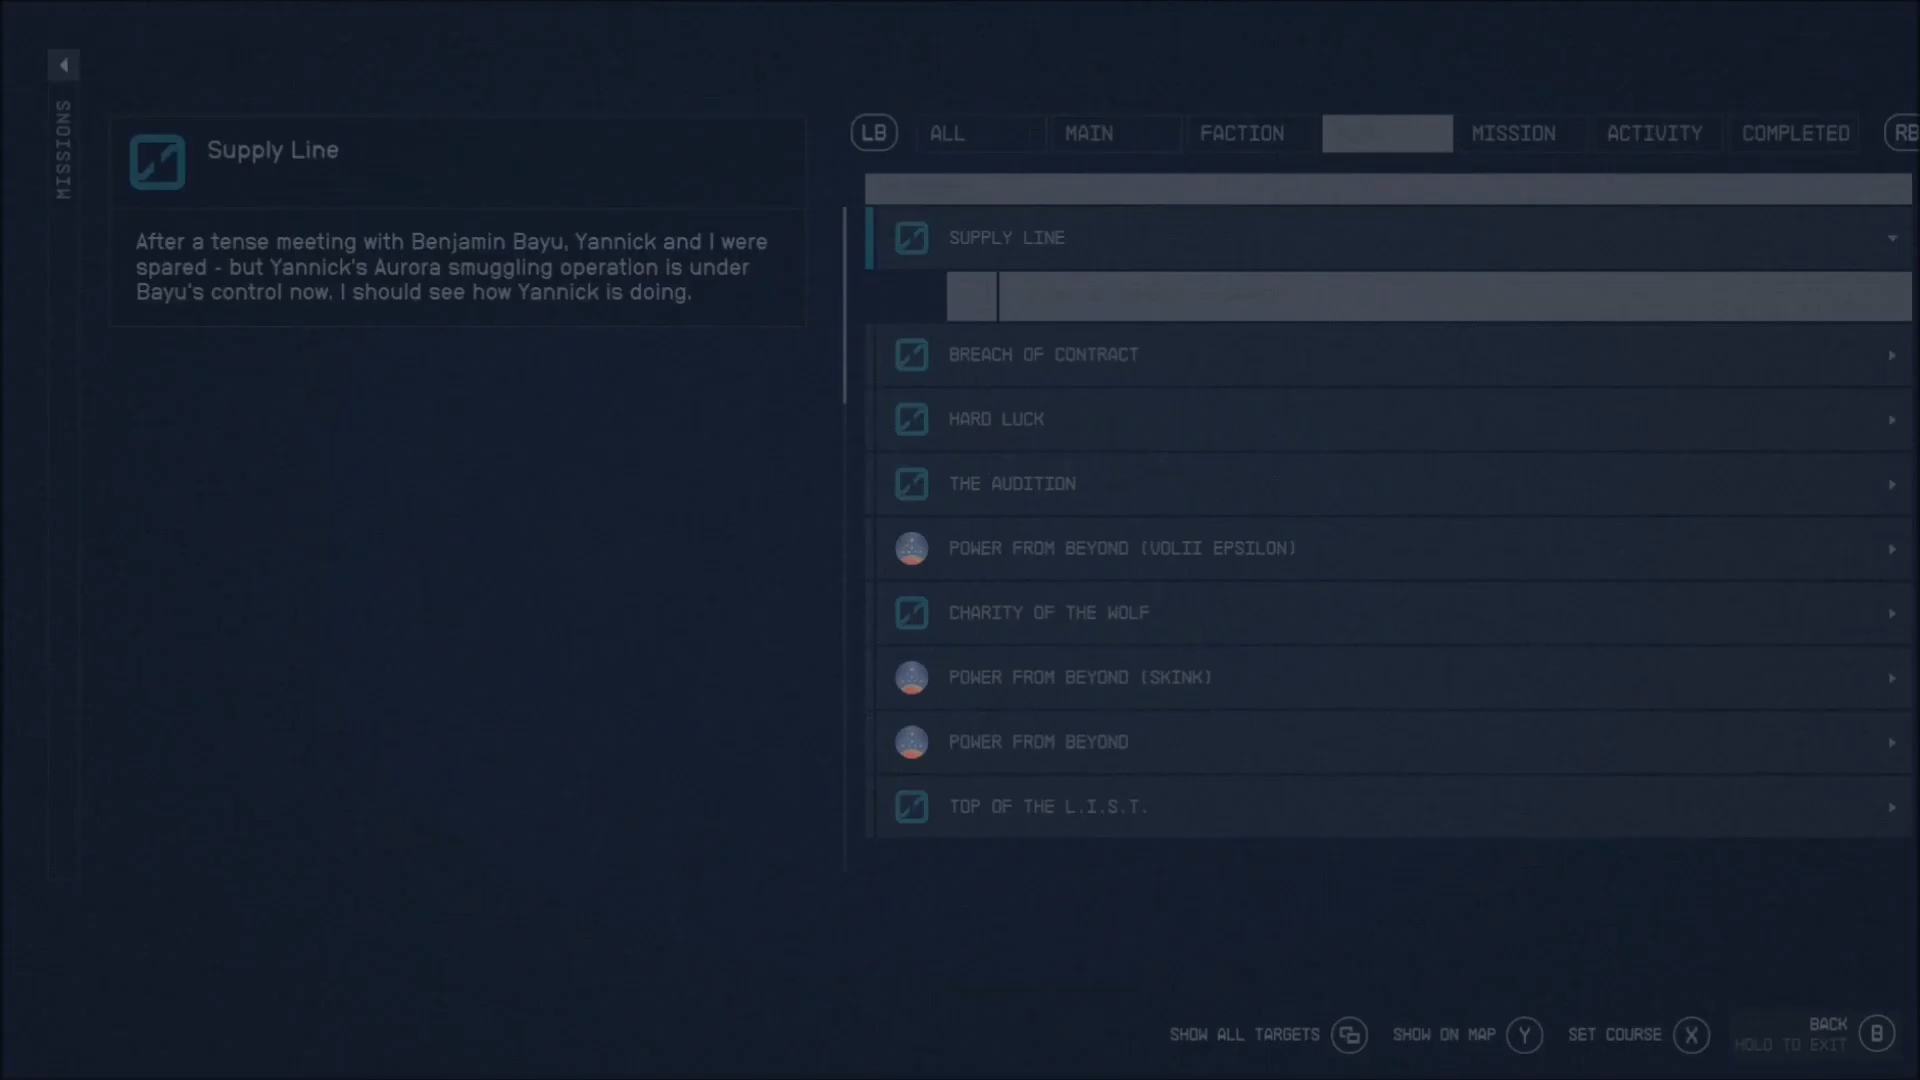 MISSIONS
Supply Line
After a tense meeting with Benjamin Bayu, Yannick and I were
spared - but Yannick's Aurora smuggling operation is under
Bayu's control now. I should see how Yannick is doing.
LB ALL MAIN FACTION MISSION ACTIVITY COMPLETED RB
SUPPLY LINE
BREACH OF CONTRACT
HARD LUCK
THE AUDITION
POWER FROM BEYOND (VOLII EPSILON)
CHARITY OF THE WOLF
POWER FROM BEYOND (SKINK)
POWER FROM BEYOND
TOP OF THE L.I.S.T.
SHOW ALL TARGETS SHOW ON MAP Y SET COURSE X BACK B
HOLD TO EXIT